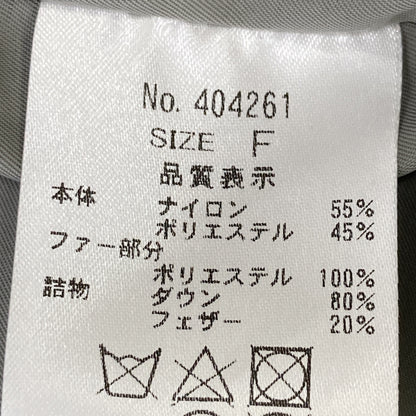 No. 404261
SIZE F
品質表示
本体 ナイロン 55%
ポリエステル 45%
ファー部分
ポリエステル 100%
詰物 ダウン 80%
フェザー 20%